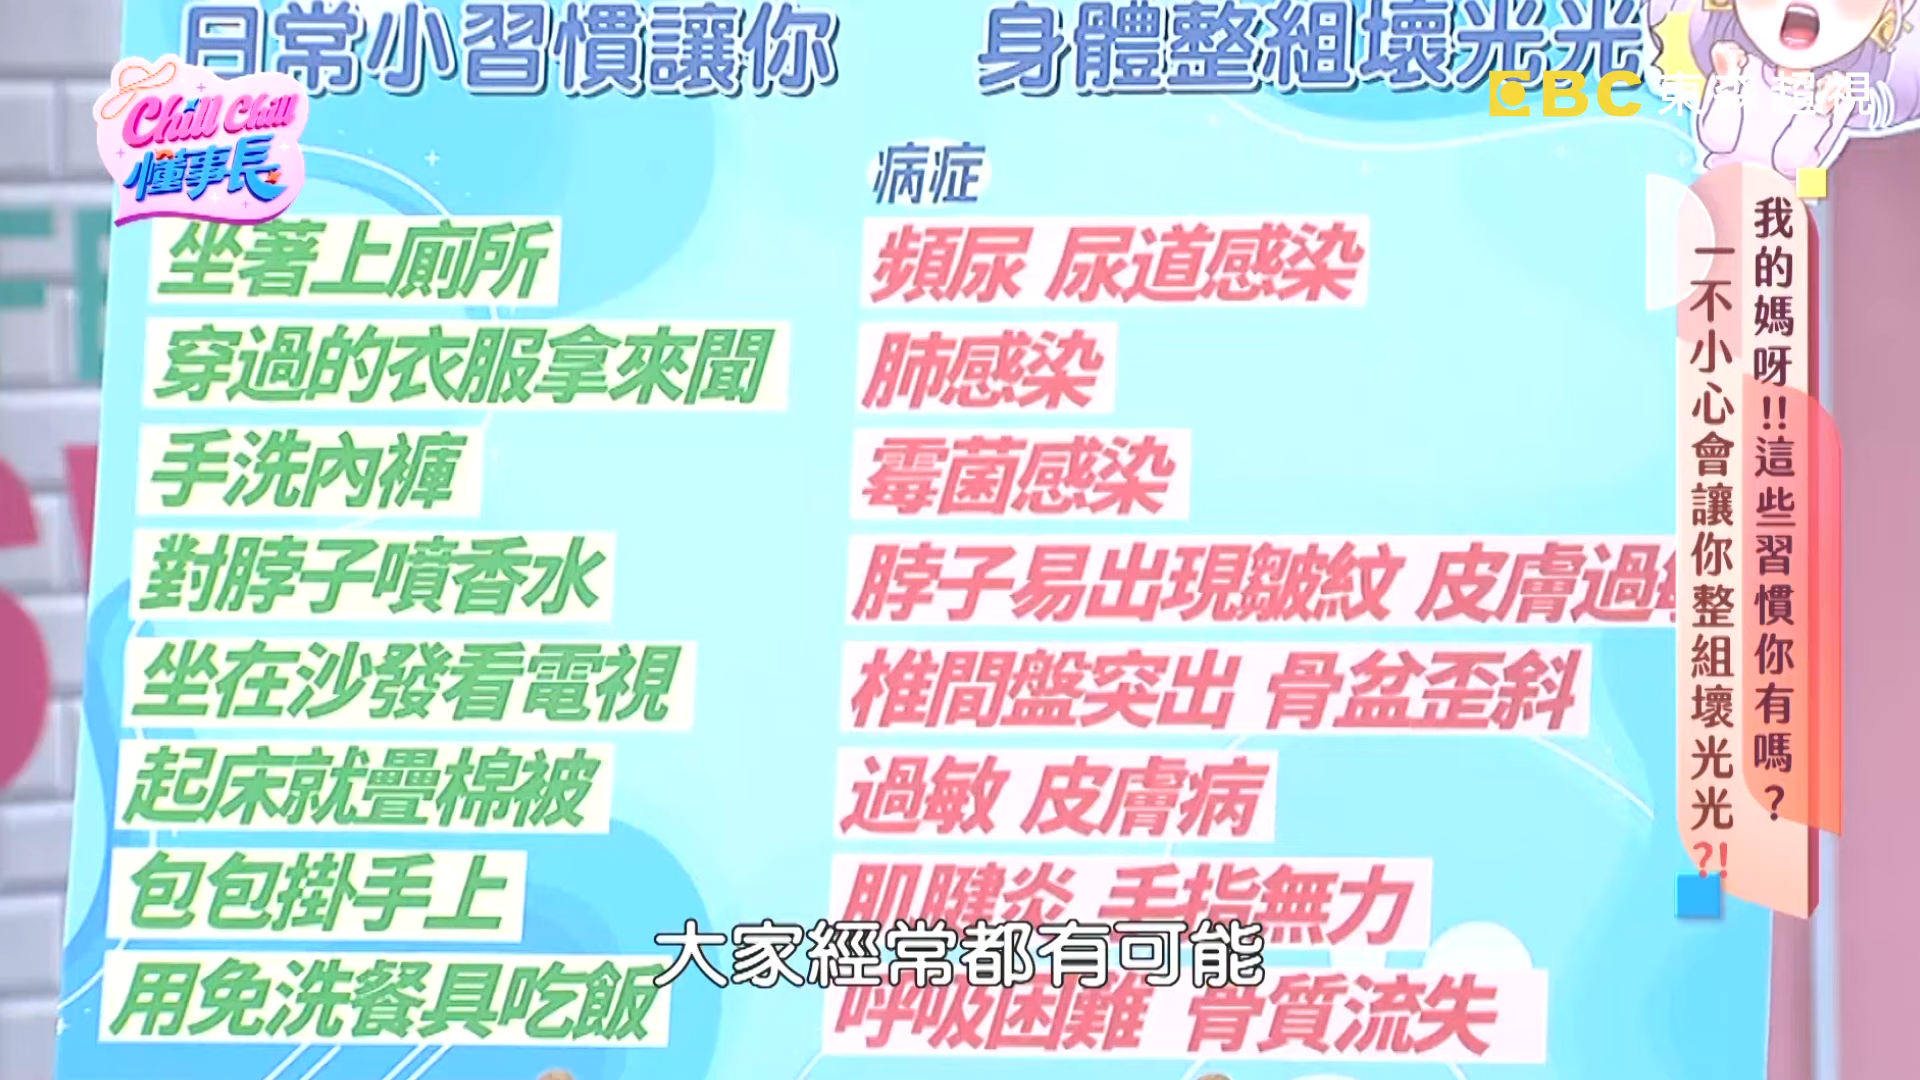 日常小習慣讓你 身體整組壞光光
Chill Chill
懂事長
EBC 東森超視
病症
坐著上廁所 頻尿 尿道感染
穿過的衣服拿來聞 肺感染
手洗內褲 霉菌感染
對脖子噴香水 脖子易出現皺紋 皮膚過敏
坐在沙發看電視 椎間盤突出 骨盆歪斜
起床就疊棉被 過敏 皮膚病
包包掛手上 肌腱炎 手指無力
用免洗餐具吃飯 呼吸困難 骨質流失
大家經常都有可能
我的媽呀!!這些習慣你有嗎?
一不小心會讓你整組壞光光?!